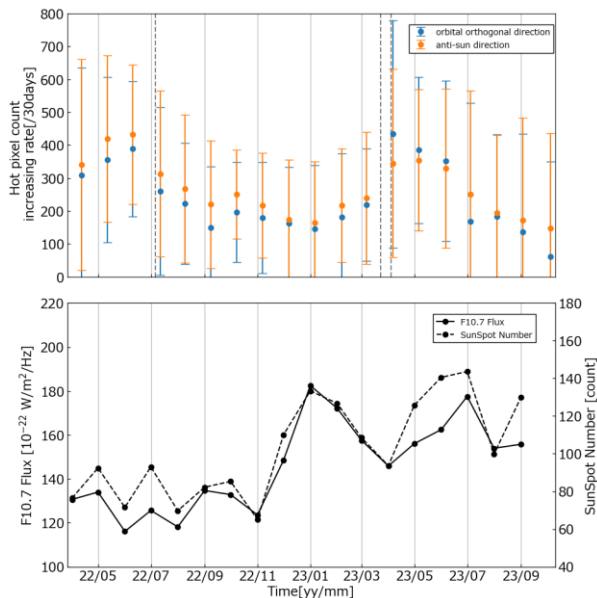 800
700
600
500
400
300
200
100
0
Hot pixel count
increasing rate[/30days]
orbital orthogonal direction
anti-sun direction
220
200
180
160
140
120
100
F10.7 Flux [10⁻²² W/m²/Hz]
F10.7 Flux
SunSpot Number
180
160
140
120
100
80
60
40
SunSpot Number [count]
22/05 22/07 22/09 22/11 23/01 23/03 23/05 23/07 23/09
Time[yy/mm]